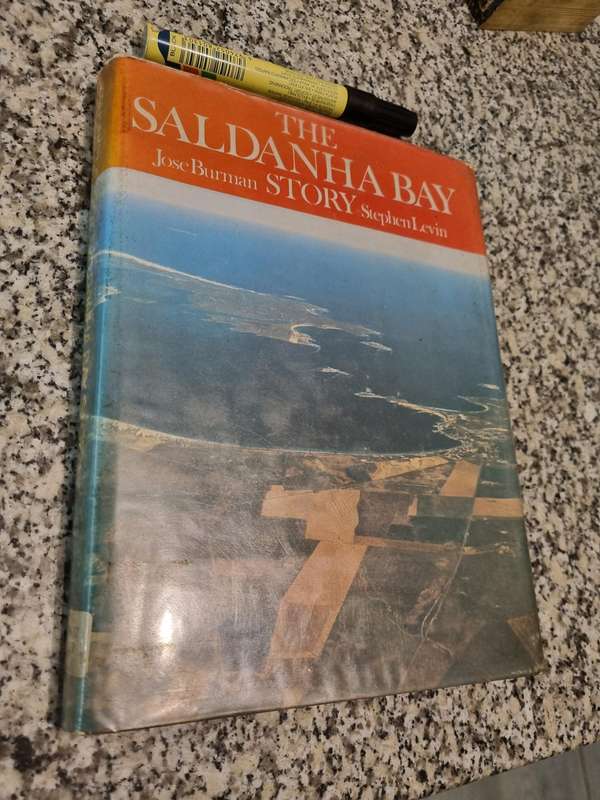 THE
SALDANHA BAY
Jose Burman STORY Stephen Levin